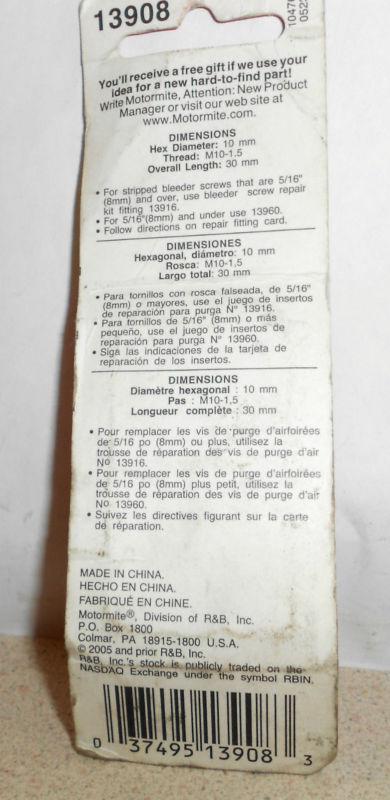 13908
0522
You'll receive a free gift if we use your
idea for a new hard-to-find part!
Write Motormite, Attention: New Product
Manager or visit our web site at
www.Motormite.com.
DIMENSIONS
Hex Diameter: 10 mm
Thread: M10-1.5
Overall Length: 30 mm
• For stripped bleeder screws that are 5/16"
(8mm) and over, use bleeder screw repair
kit fitting 13916.
• For 5/16"(8mm) and under use 13960.
• Follow directions on repair fitting card.
DIMENSIONES
Hexagonal, diámetro: 10 mm
Rosca: M10-1.5
Largo total: 30 mm
• Para tornillos con rosca falseada, de 5/16"
(8mm) o mayores, use el juego de insertos
de reparación para purga N° 13916.
• Para tornillos de 5/16" (8mm) o más
pequeño, use el juego de insertos de
reparación para purga N° 13960.
• Siga las indicaciones de la tarjeta de
reparación de los insertos.
DIMENSIONS
Diamètre hexagonal : 10 mm
Pas : M10-1,5
Longueur complète : 30 mm
• Pour remplacer les vis de purge d'airfoirées
de 5/16 po (8mm) ou plus, utilisez la
trousse de réparation des vis de purge d'air
No 13916.
• Pour remplacer les vis de purge d'airfoirées
de 5/16 po (8mm) plus petit, utilisez la
trousse de réparation des vis de purge d'air
No 13960.
• Suivez les directives figurant sur la carte
de réparation.
MADE IN CHINA.
HECHO EN CHINA.
FABRIQUÉ EN CHINE.
Motormite®, Division of R&B, Inc.
P.O. Box 1800
Colmar, PA 18915-1800 U.S.A.
© 2005 and prior R&B, Inc.
R&B, Inc.'s stock is publicly traded on the
NASDAQ Exchange under the symbol RBIN.
0 37495 13908 3